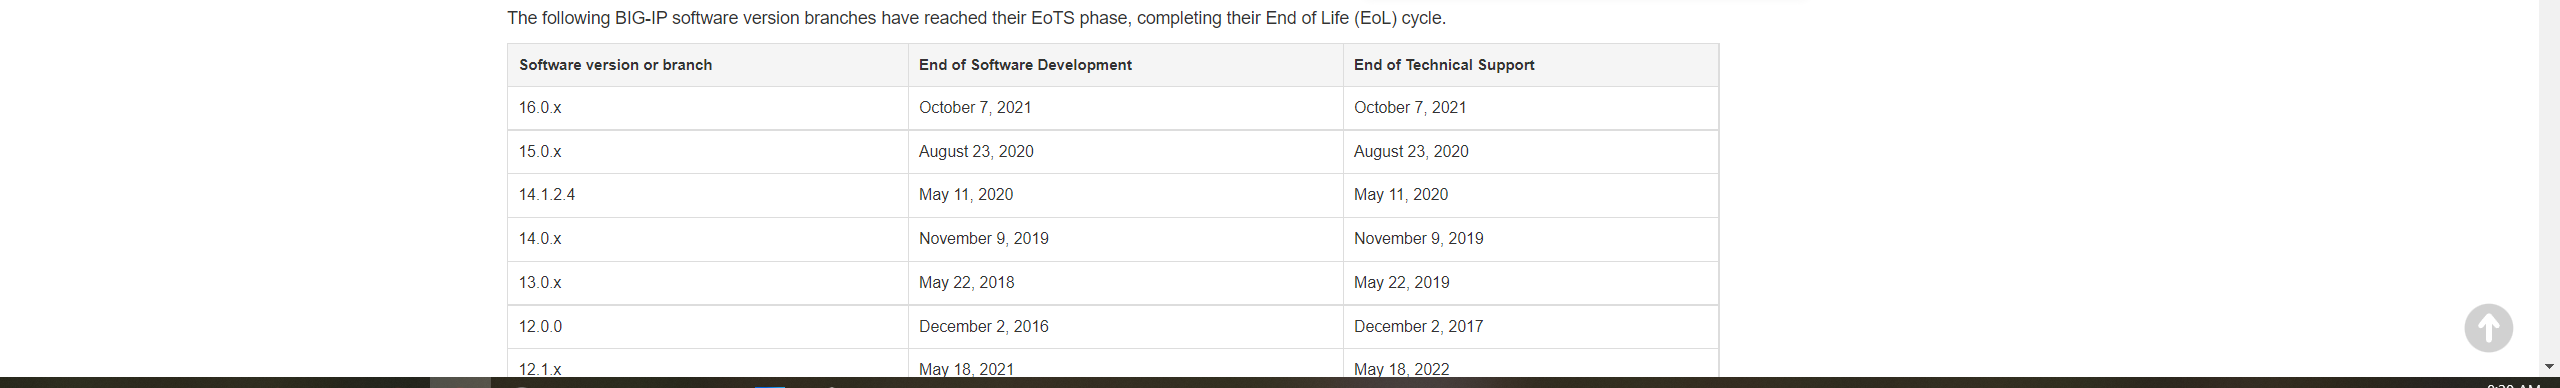 The following BIG-IP software version branches have reached their EoTS phase, completing their End of Life (EoL) cycle.
Software version or branch End of Software Development End of Technical Support
16.0.x October 7, 2021 October 7, 2021
15.0.x August 23, 2020 August 23, 2020
14.1.2.4 May 11, 2020 May 11, 2020
14.0.x November 9, 2019 November 9, 2019
13.0.x May 22, 2018 May 22, 2019
12.0.0 December 2, 2016 December 2, 2017
12.1.x May 18, 2021 May 18, 2022